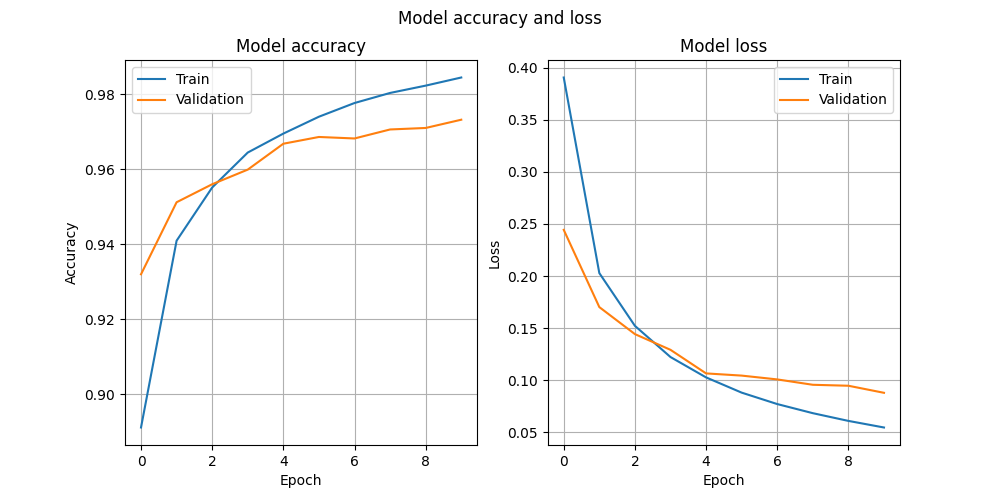 Model accuracy and loss
Model accuracy
Train
Validation
0.98
0.96
0.94
0.92
0.90
Accuracy
0 2 4 6 8
Epoch
Model loss
Train
Validation
0.40
0.35
0.30
0.25
0.20
0.15
0.10
0.05
Loss
0 2 4 6 8
Epoch